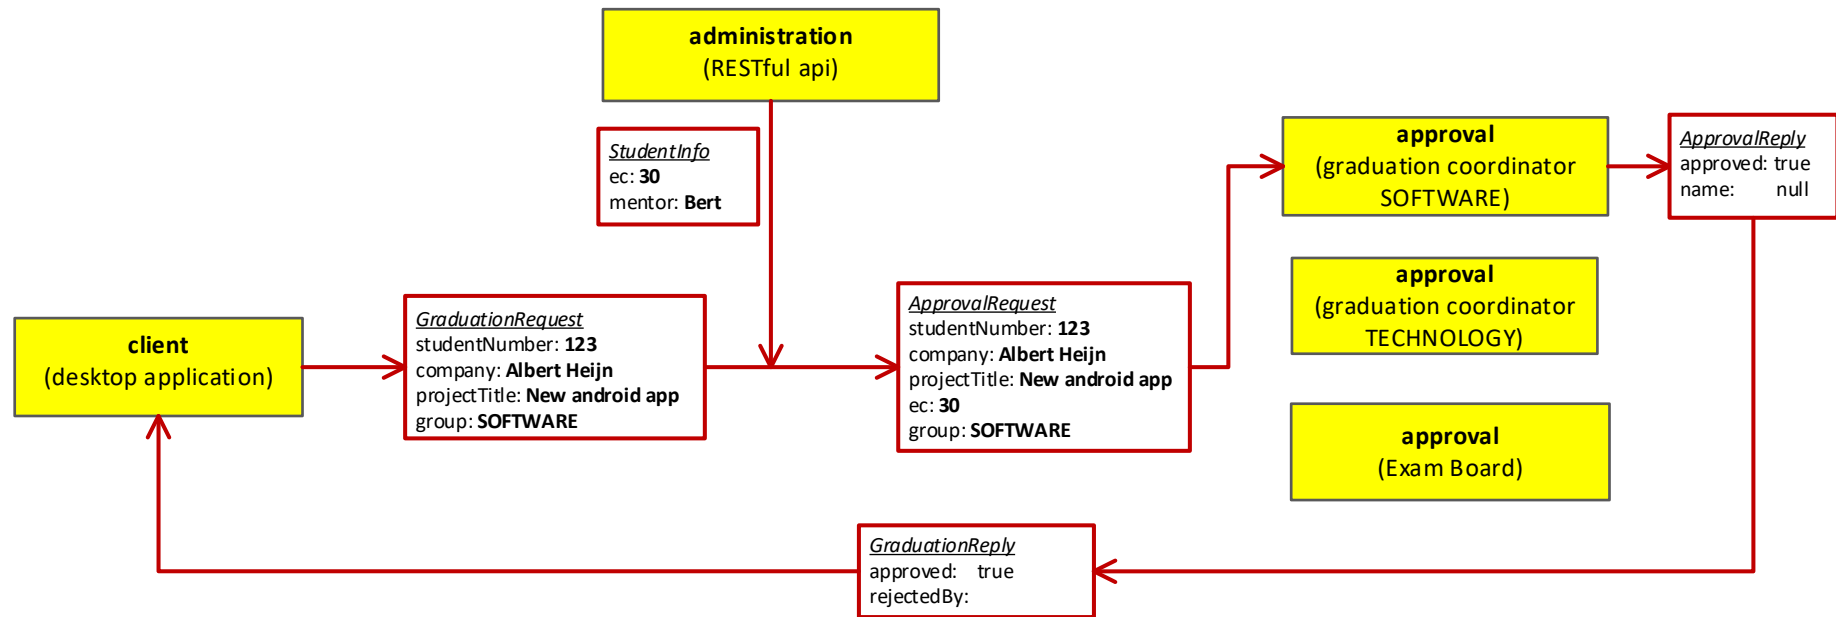 administration
(RESTful api)
StudentInfo
ec: 30
mentor: Bert
approval
(graduation coordinator
SOFTWARE)
ApprovalReply
approved: true
name: null
approval
(graduation coordinator
TECHNOLOGY)
client
(desktop application)
GraduationRequest
studentNumber: 123
company: Albert Heijn
projectTitle: New android app
group: SOFTWARE
ApprovalRequest
studentNumber: 123
company: Albert Heijn
projectTitle: New android app
ec: 30
group: SOFTWARE
approval
(Exam Board)
GraduationReply
approved: true
rejectedBy: